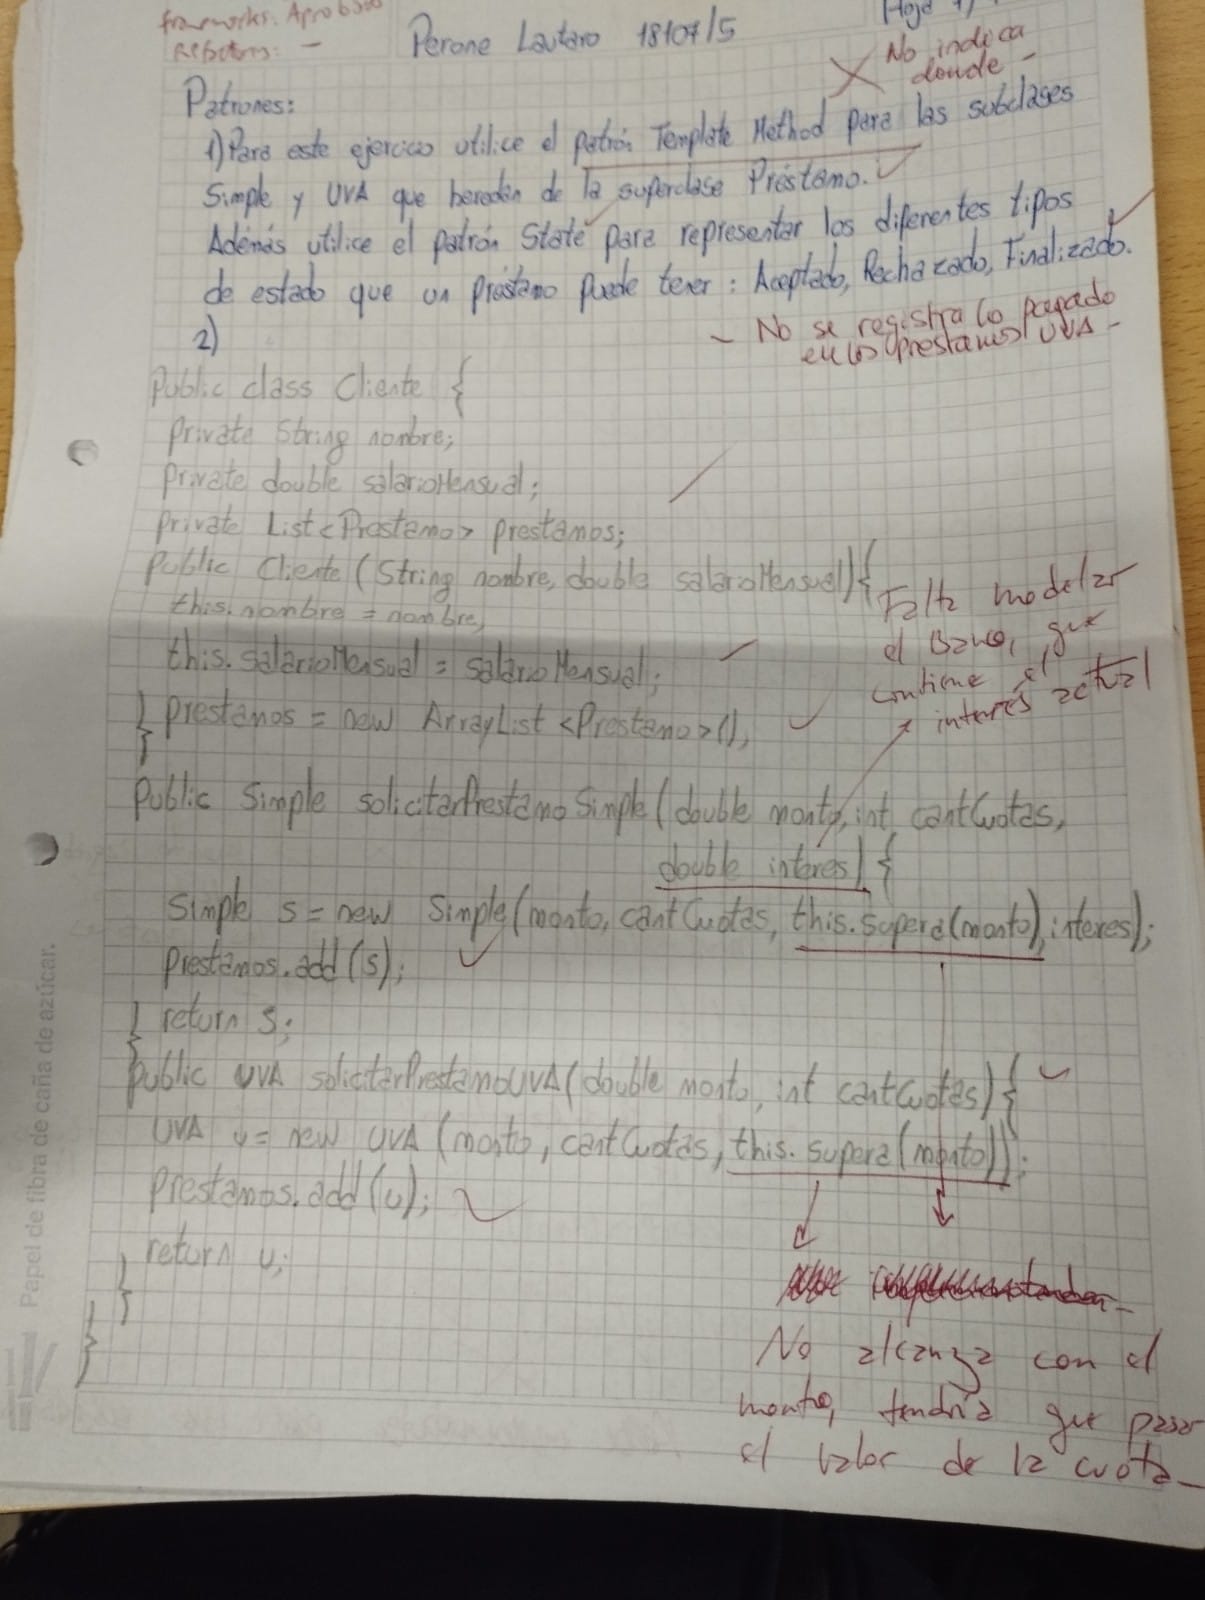 frameworks: Aprobado
Refactoring: -
Perone Lautaro 18107/5
Hoja 1/
No indica
donde -
Patrones:
1) Para este ejercicio utilice el patrón Template Method para las subclases
Simple y UVA que heredan de la superclase Préstamo.
Además utilice el patrón State para representar los diferentes tipos
de estado que un préstamo puede tener: Aceptado, Rechazado, Finalizado.
- No se registra lo pagado
en los prestamos UVA -
2)
Public class Cliente {
Private String nombre;
Private double salarioMensual;
Private List<Prestamo> prestamos;
Public Cliente (String nombre, double salarioMensual){
this.nombre = nombre;
this.salarioMensual = salarioMensual;
prestamos = new ArrayList <Prestamo>();
}
Falta modelar
el Banco, que
contiene el
interés actual
Public Simple solicitarPrestamoSimple(double monto, int cantCuotas,
double interes) {
Simple s = new Simple(monto, cantCuotas, this.supera(monto), interes);
prestamos.add(s);
return s;
}
Public UVA solicitarPrestamoUVA(double monto, int cantCuotas) {
UVA u = new UVA (monto, cantCuotas, this.supera(monto));
prestamos.add(u);
return u;
}
}
No alcanza con el
monto, tendría que pasar
el valor de la cuota -
Papel de fibra de caña de azúcar.